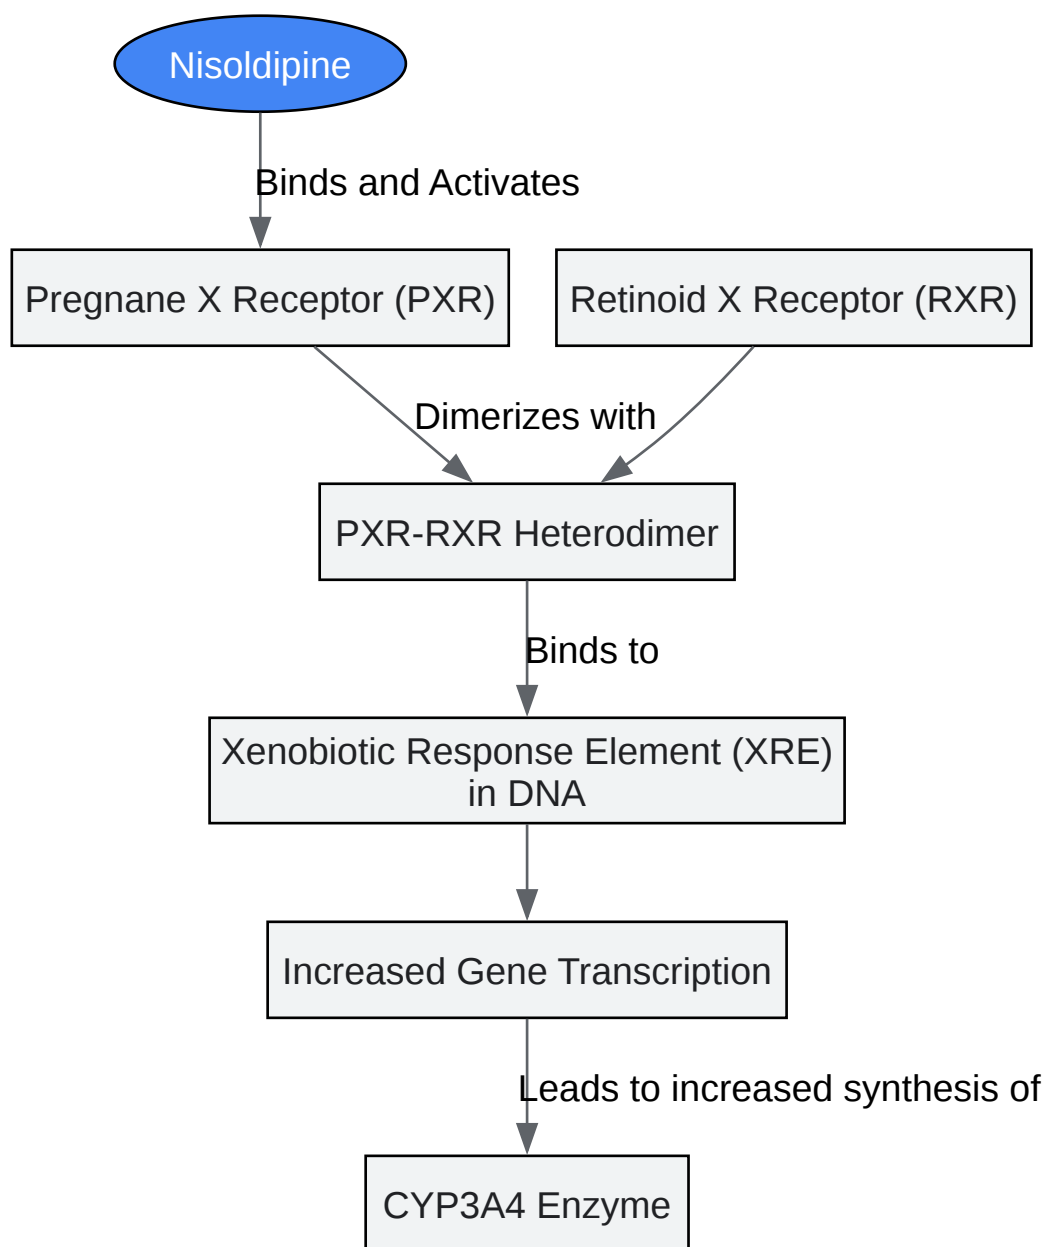 Nisoldipine
Binds and Activates
Pregnane X Receptor (PXR)
Retinoid X Receptor (RXR)
Dimerizes with
PXR-RXR Heterodimer
Binds to
Xenobiotic Response Element (XRE)
in DNA
Increased Gene Transcription
Leads to increased synthesis of
CYP3A4 Enzyme